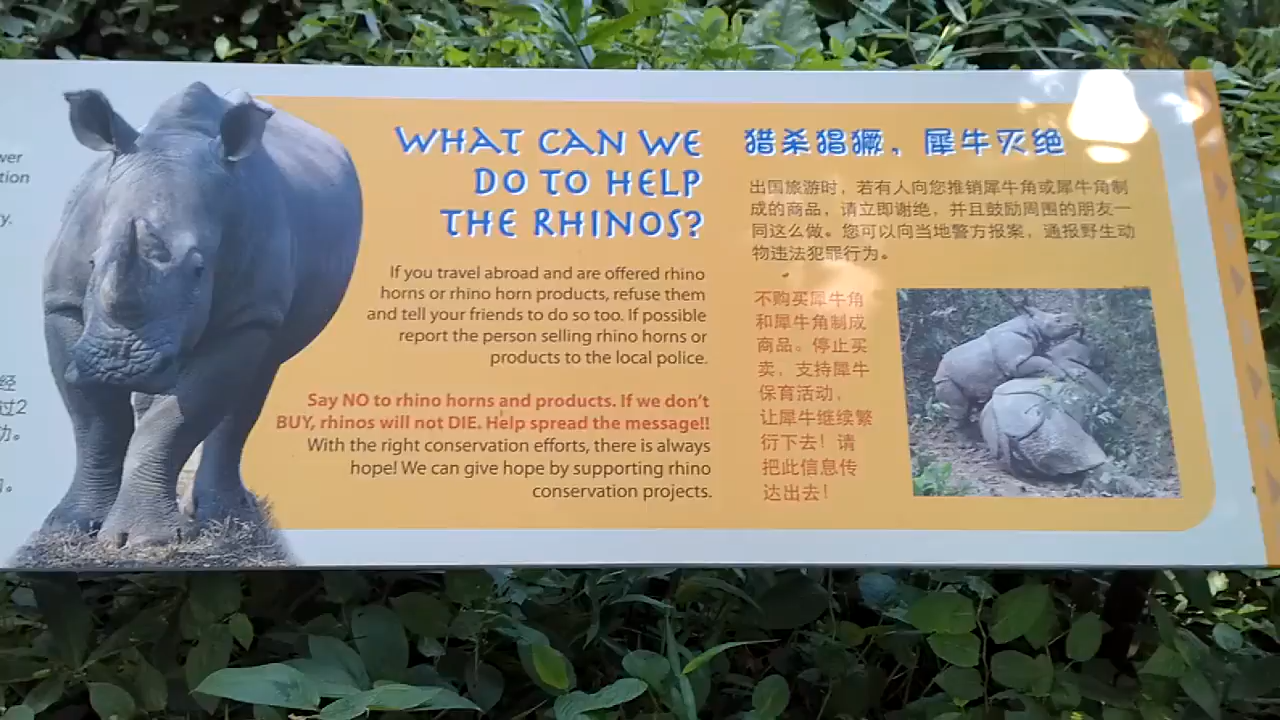 wer
tion
y.
经
过2
功。
WHAT CAN WE
DO TO HELP
THE RHINOS?
If you travel abroad and are offered rhino
horns or rhino horn products, refuse them
and tell your friends to do so too. If possible
report the person selling rhino horns or
products to the local police.
Say NO to rhino horns and products. If we don't
BUY, rhinos will not DIE. Help spread the message!!
With the right conservation efforts, there is always
hope! We can give hope by supporting rhino
conservation projects.
猎杀猖獗，犀牛灭绝
出国旅游时，若有人向您推销犀牛角或犀牛角制
成的商品，请立即谢绝，并且鼓励周围的朋友一
同这么做。您可以向当地警方报案，通报野生动
物违法犯罪行为。
不购买犀牛角
和犀牛角制成
商品。停止买
卖，支持犀牛
保育活动，
让犀牛继续繁
衍下去！请
把此信息传
达出去！